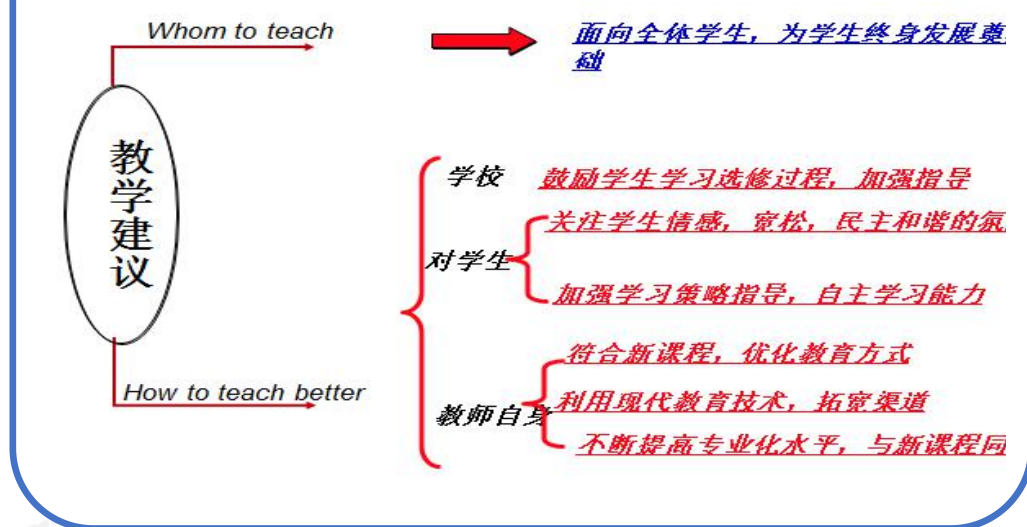 Whom to teach
面向全体学生，为学生终身发展奠
础
教学建议
学校 鼓励学生学习选修过程，加强指导
关注学生情感，宽松，民主和谐的氛
对学生
加强学习策略指导，自主学习能力
符合新课程，优化教育方式
How to teach better
利用现代教育技术，拓宽渠道
教师自身
不断提高专业化水平，与新课程同